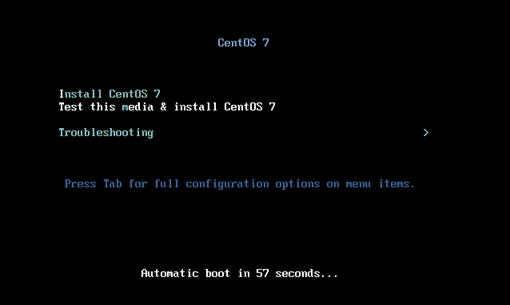 CentOS 7
Install CentOS 7
Test this media & install CentOS 7
Troubleshooting >
Press Tab for full configuration options on menu items.
Automatic boot in 57 seconds...